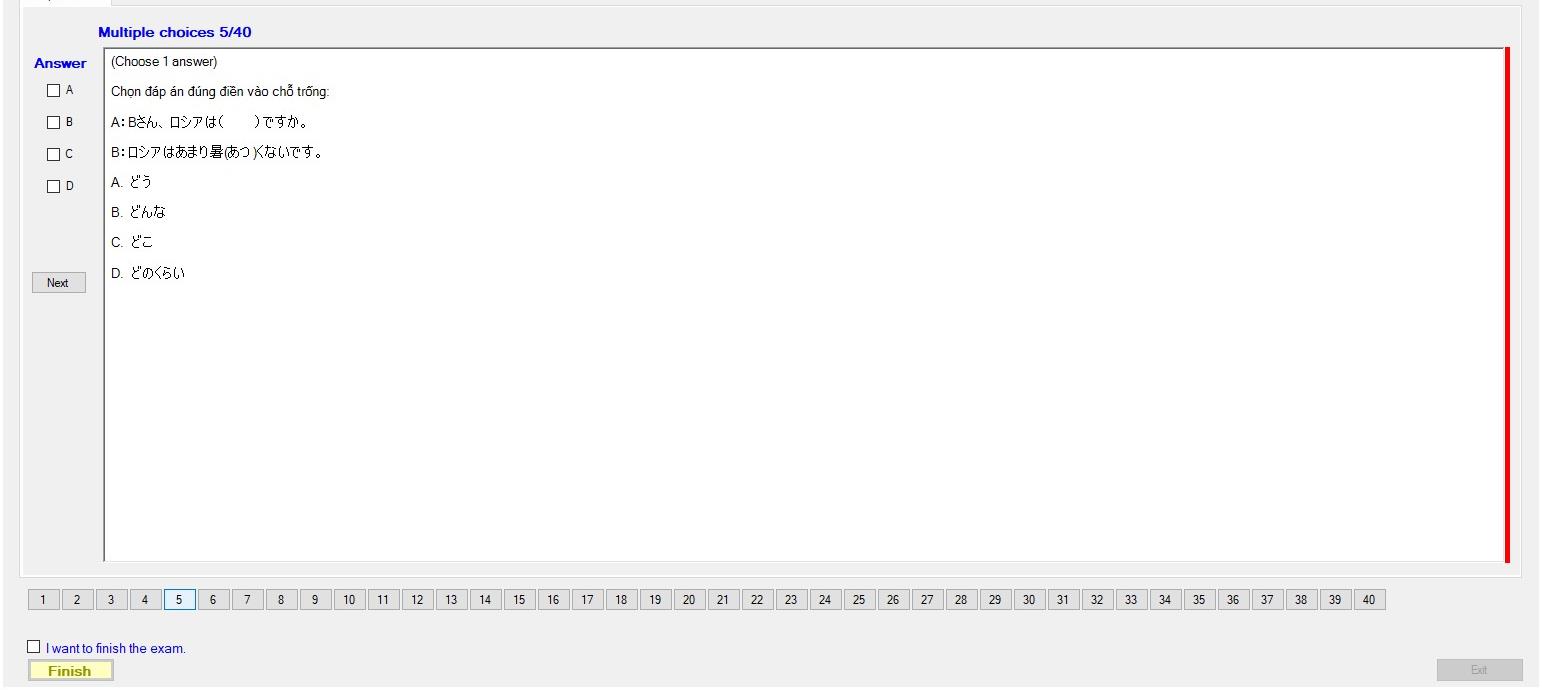 Multiple choices 5/40
Answer
(Choose 1 answer)
A
Chọn đáp án đúng điền vào chỗ trống:
B
A: Bさん、ロシアは(　　)ですか。
C
B: ロシアはあまり暑(あつ)くないです。
D
A. どう
B. どんな
C. どこ
D. どのくらい
Next
1 2 3 4 5 6 7 8 9 10 11 12 13 14 15 16 17 18 19 20 21 22 23 24 25 26 27 28 29 30 31 32 33 34 35 36 37 38 39 40
I want to finish the exam.
Finish
Exit